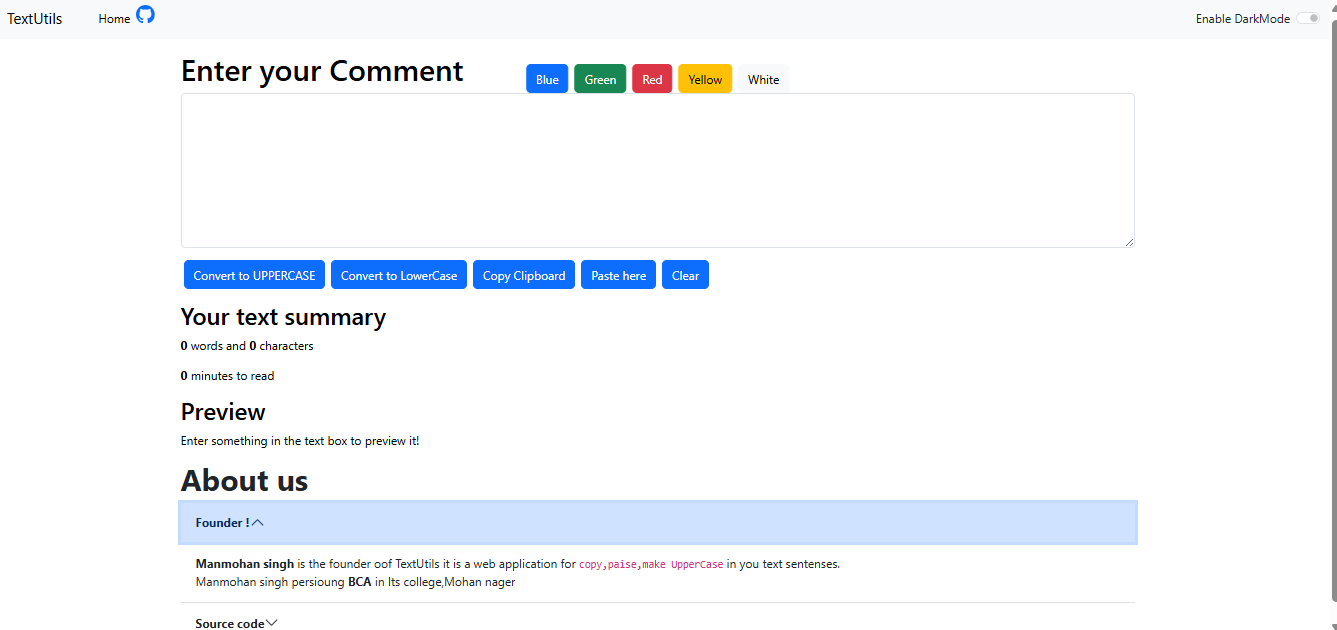 TextUtils Home Enable DarkMode
Enter your Comment Blue Green Red Yellow White
Convert to UPPERCASE Convert to LowerCase Copy Clipboard Paste here Clear
Your text summary
0 words and 0 characters
0 minutes to read
Preview
Enter something in the text box to preview it!
About us
Founder !
Manmohan singh is the founder oof TextUtils it is a web application for copy,paise,make UpperCase in you text sentenses.
Manmohan singh persioung BCA in Its college,Mohan nager
Source code